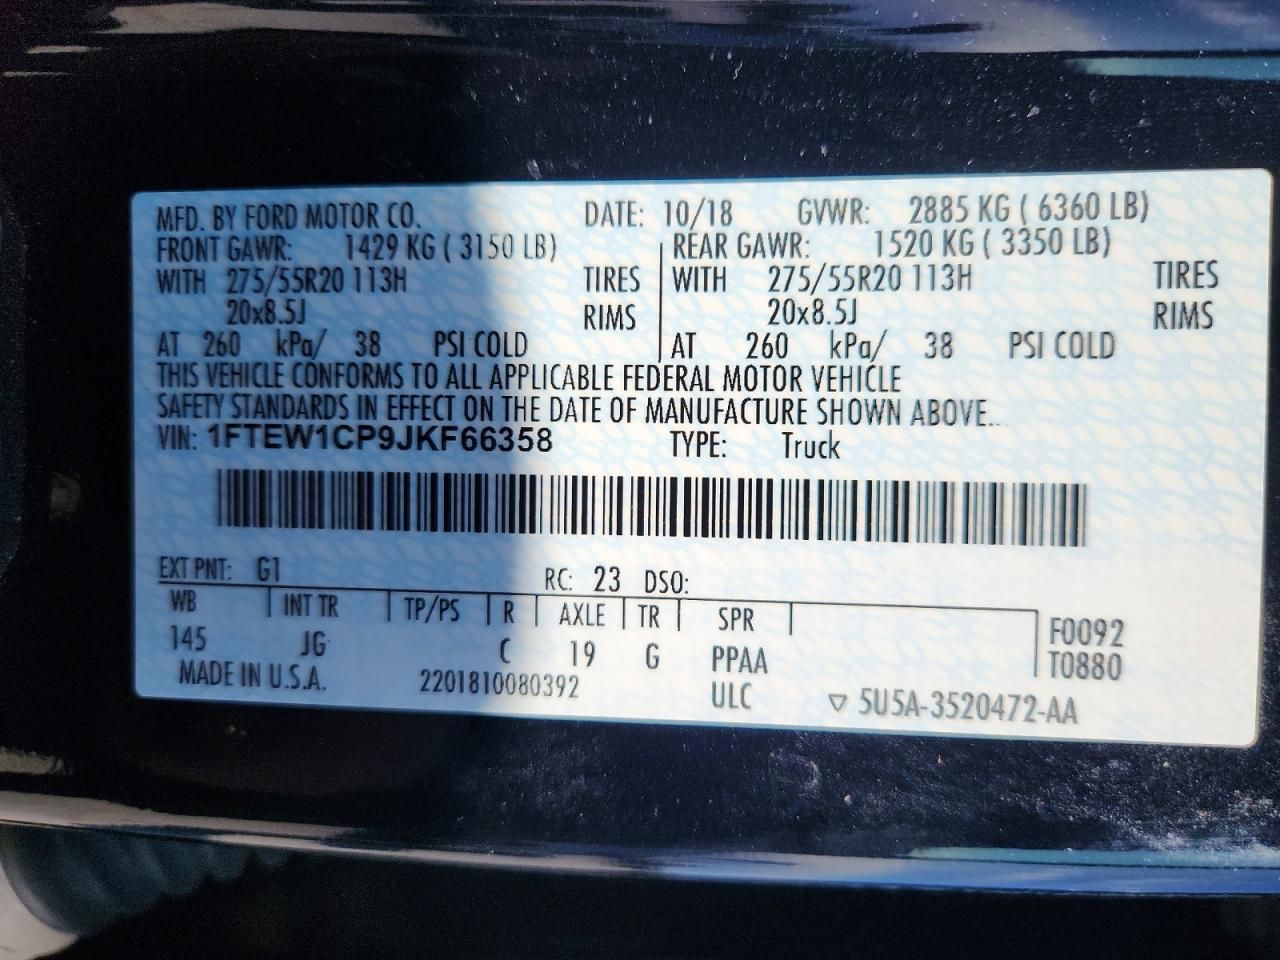 MFD. BY FORD MOTOR CO. DATE: 10/18 GVWR: 2885 KG ( 6360 LB)
FRONT GAWR: 1429 KG ( 3150 LB) REAR GAWR: 1520 KG ( 3350 LB)
WITH 275/55R20 113H TIRES WITH 275/55R20 113H TIRES
20x8.5J RIMS 20x8.5J RIMS
AT 260 kPa/ 38 PSI COLD AT 260 kPa/ 38 PSI COLD
THIS VEHICLE CONFORMS TO ALL APPLICABLE FEDERAL MOTOR VEHICLE
SAFETY STANDARDS IN EFFECT ON THE DATE OF MANUFACTURE SHOWN ABOVE..
VIN: 1FTEW1CP9JKF66358 TYPE: Truck
EXT PNT: G1 RC: 23 DSO:
WB INT TR TP/PS R AXLE TR SPR F0092
145 JG C 19 G PPAA T0880
MADE IN U.S.A. 2201810080392 ULC ▽ 5U5A-3520472-AA